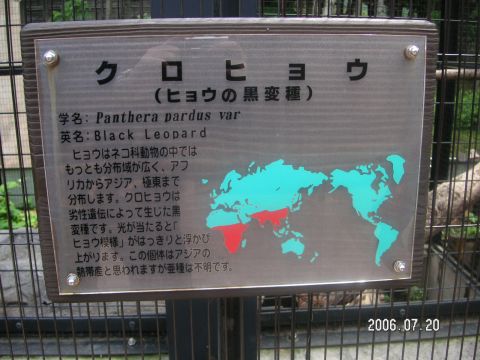 クロヒョウ
(ヒョウの黒変種)
学名: Panthera pardus var
英名: Black Leopard
ヒョウはネコ科動物の中では
もっとも分布域が広く、アフ
リカからアジア、極東まで
分布します。クロヒョウは
劣性遺伝によって生じた黒
変種です。光が当たると「
ヒョウ模様」がはっきりと浮かび
上がります。この個体はアジアの
熱帯産と思われますが亜種は不明です。
2006.07.20